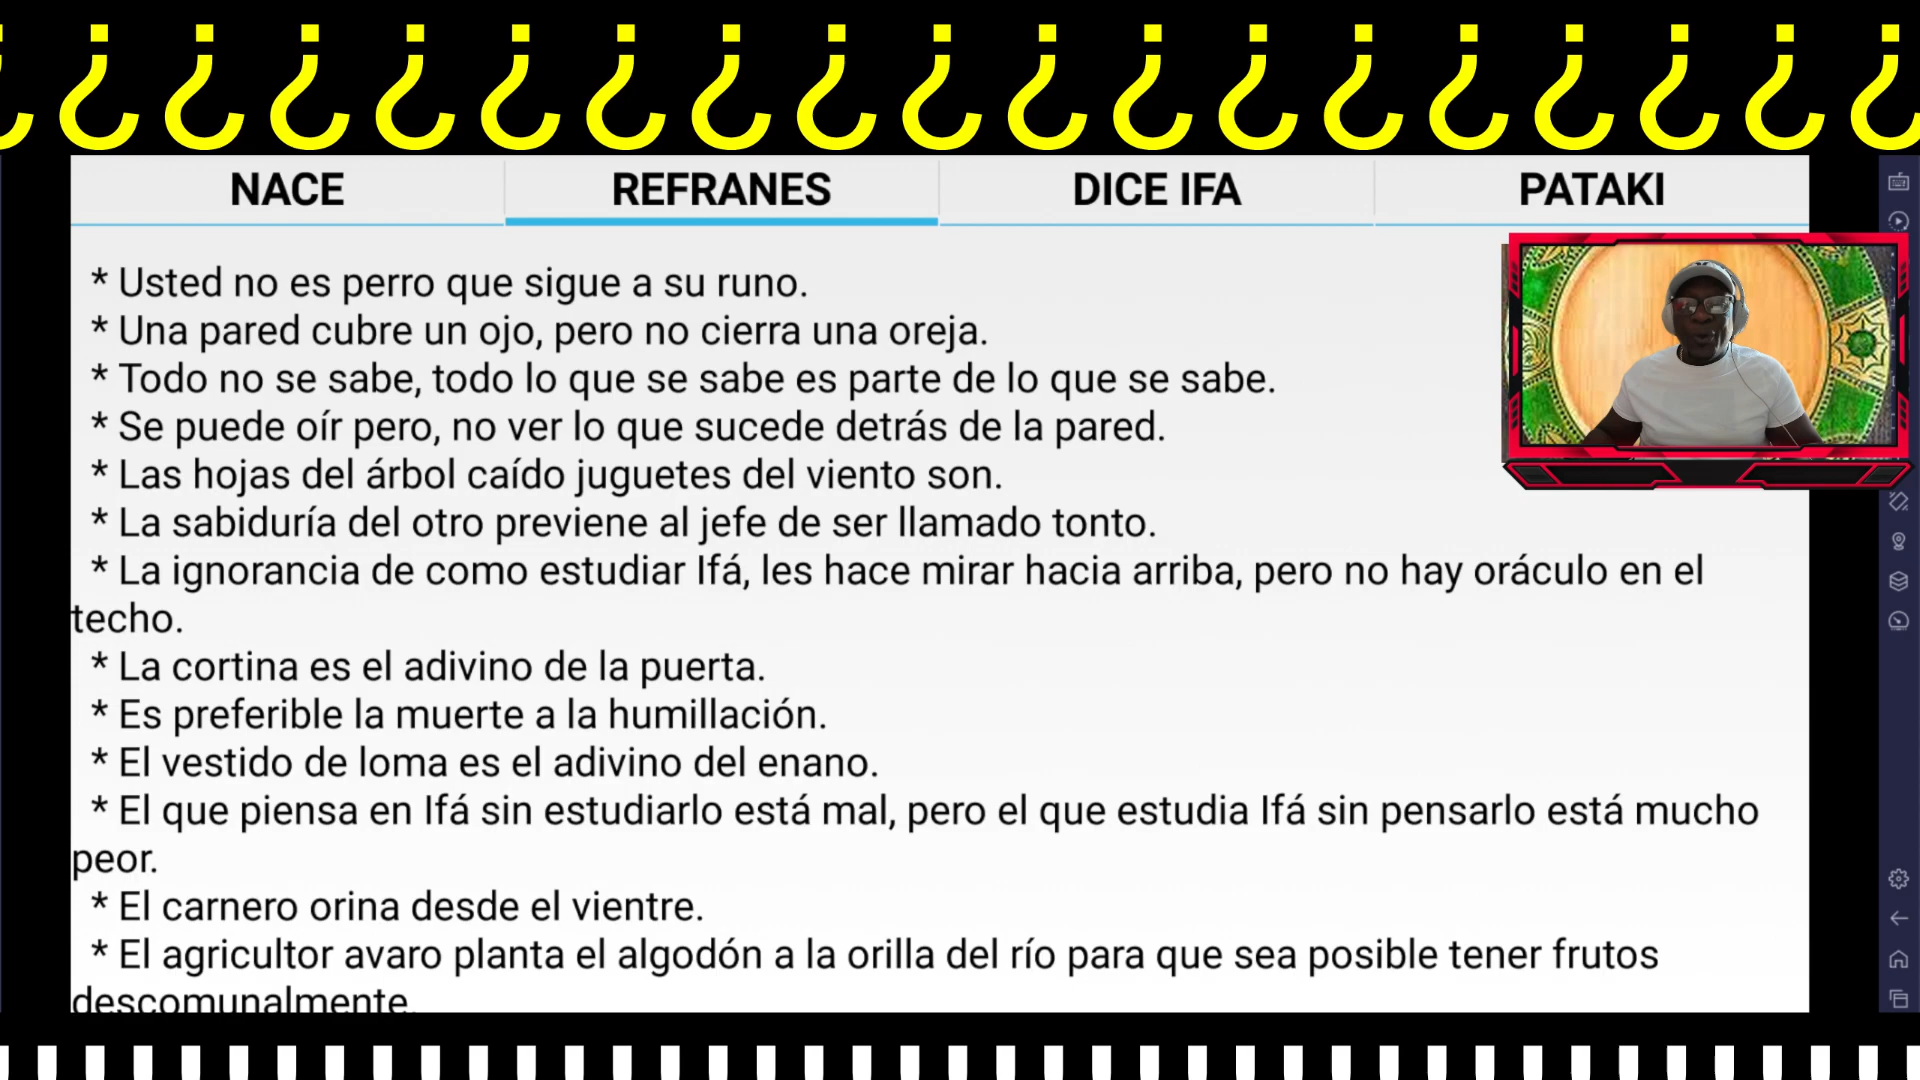 ¿ ¿ ¿ ¿ ¿ ¿ ¿ ¿ ¿ ¿ ¿ ¿ ¿ ¿ ¿ ¿ ¿ ¿ ¿
NACE REFRANES DICE IFA PATAKI
* Usted no es perro que sigue a su runo.
* Una pared cubre un ojo, pero no cierra una oreja.
* Todo no se sabe, todo lo que se sabe es parte de lo que se sabe.
* Se puede oír pero, no ver lo que sucede detrás de la pared.
* Las hojas del árbol caído juguetes del viento son.
* La sabiduría del otro previene al jefe de ser llamado tonto.
* La ignorancia de como estudiar Ifá, les hace mirar hacia arriba, pero no hay oráculo en el
techo.
* La cortina es el adivino de la puerta.
* Es preferible la muerte a la humillación.
* El vestido de loma es el adivino del enano.
* El que piensa en Ifá sin estudiarlo está mal, pero el que estudia Ifá sin pensarlo está mucho
peor.
* El carnero orina desde el vientre.
* El agricultor avaro planta el algodón a la orilla del río para que sea posible tener frutos
descomunalmente.